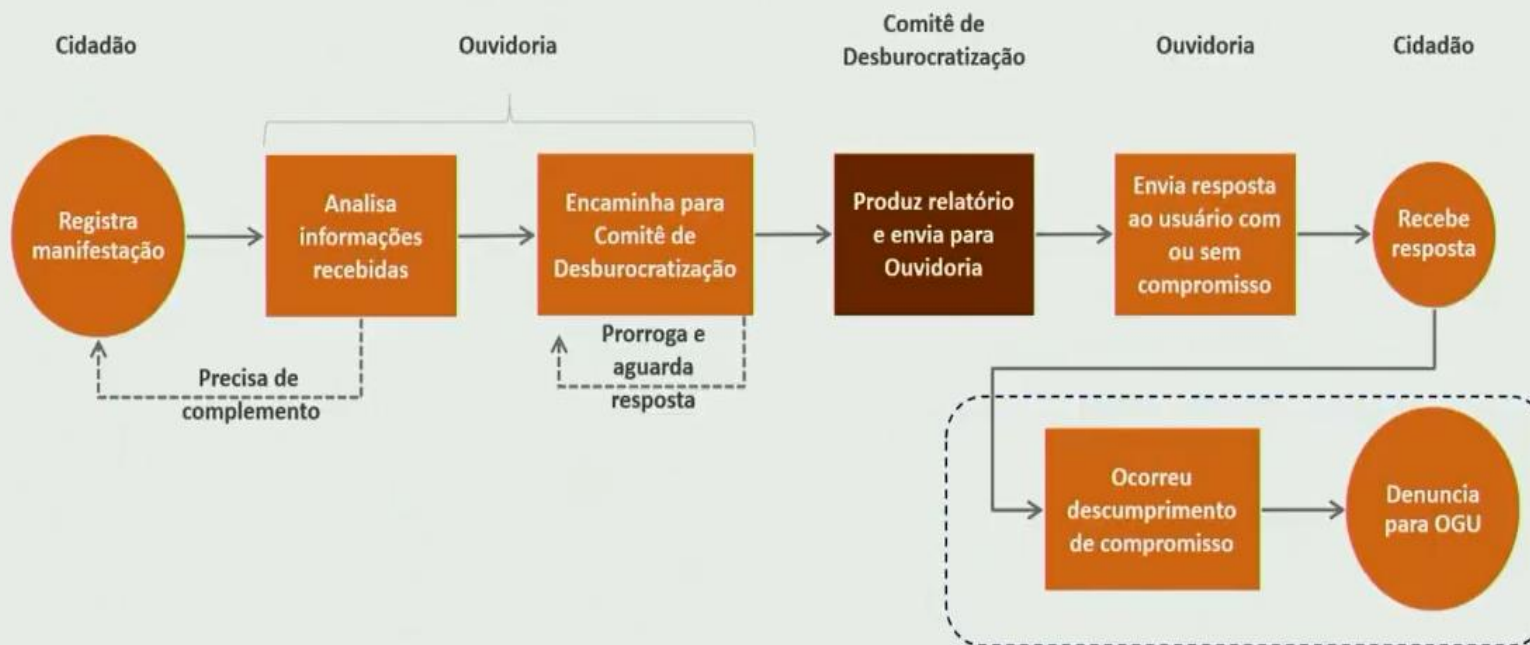 Cidadão
Ouvidoria
Comitê de
Desburocratização
Ouvidoria
Cidadão
Registra
manifestação
Analisa
informações
recebidas
Encaminha para
Comitê de
Desburocratização
Produz relatório
e envia para
Ouvidoria
Envia resposta
ao usuário com
ou sem
compromisso
Recebe
resposta
Precisa de
complemento
Prorroga e
aguarda
resposta
Ocorreu
descumprimento
de compromisso
Denuncia
para OGU